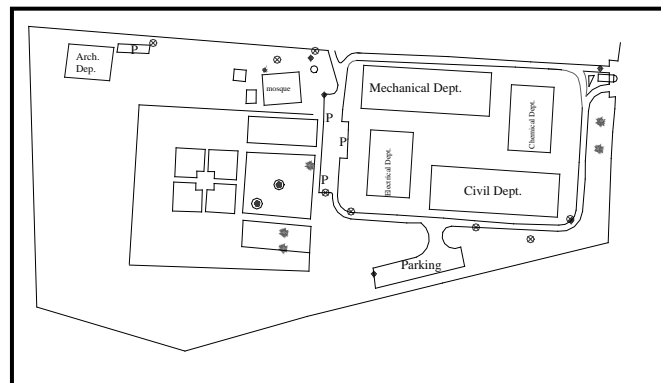 Arch.
Dep.
P
mosque
Mechanical Dept.
Chemical Dept.
P
P
Electrical Dept.
P
Civil Dept.
Parking